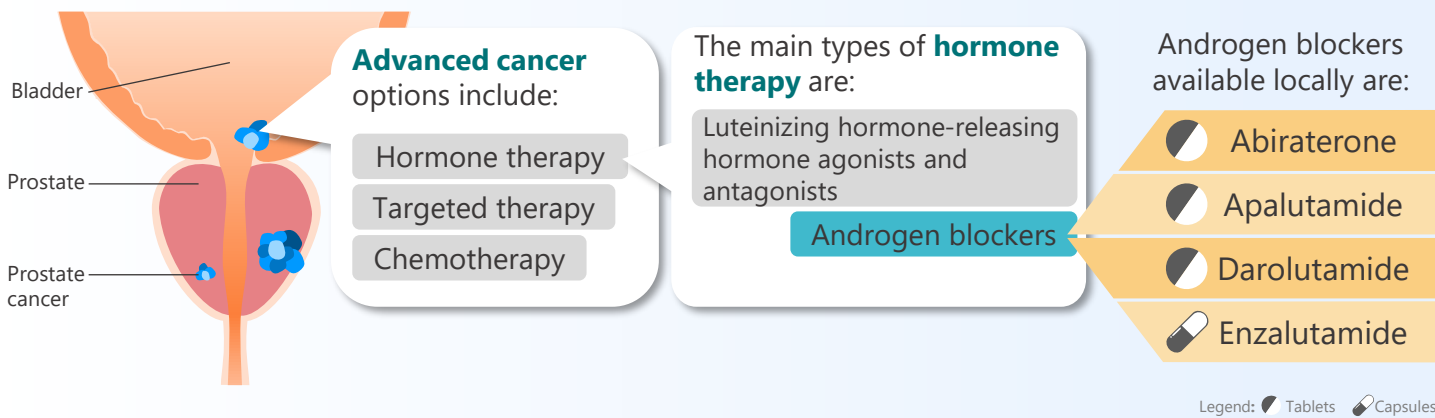 Bladder
Prostate
Prostate
cancer
Advanced cancer
options include:
Hormone therapy
Targeted therapy
Chemotherapy
The main types of hormone
therapy are:
Luteinizing hormone-releasing
hormone agonists and
antagonists
Androgen blockers
Androgen blockers
available locally are:
Abiraterone
Apalutamide
Darolutamide
Enzalutamide
Legend: Tablets Capsules